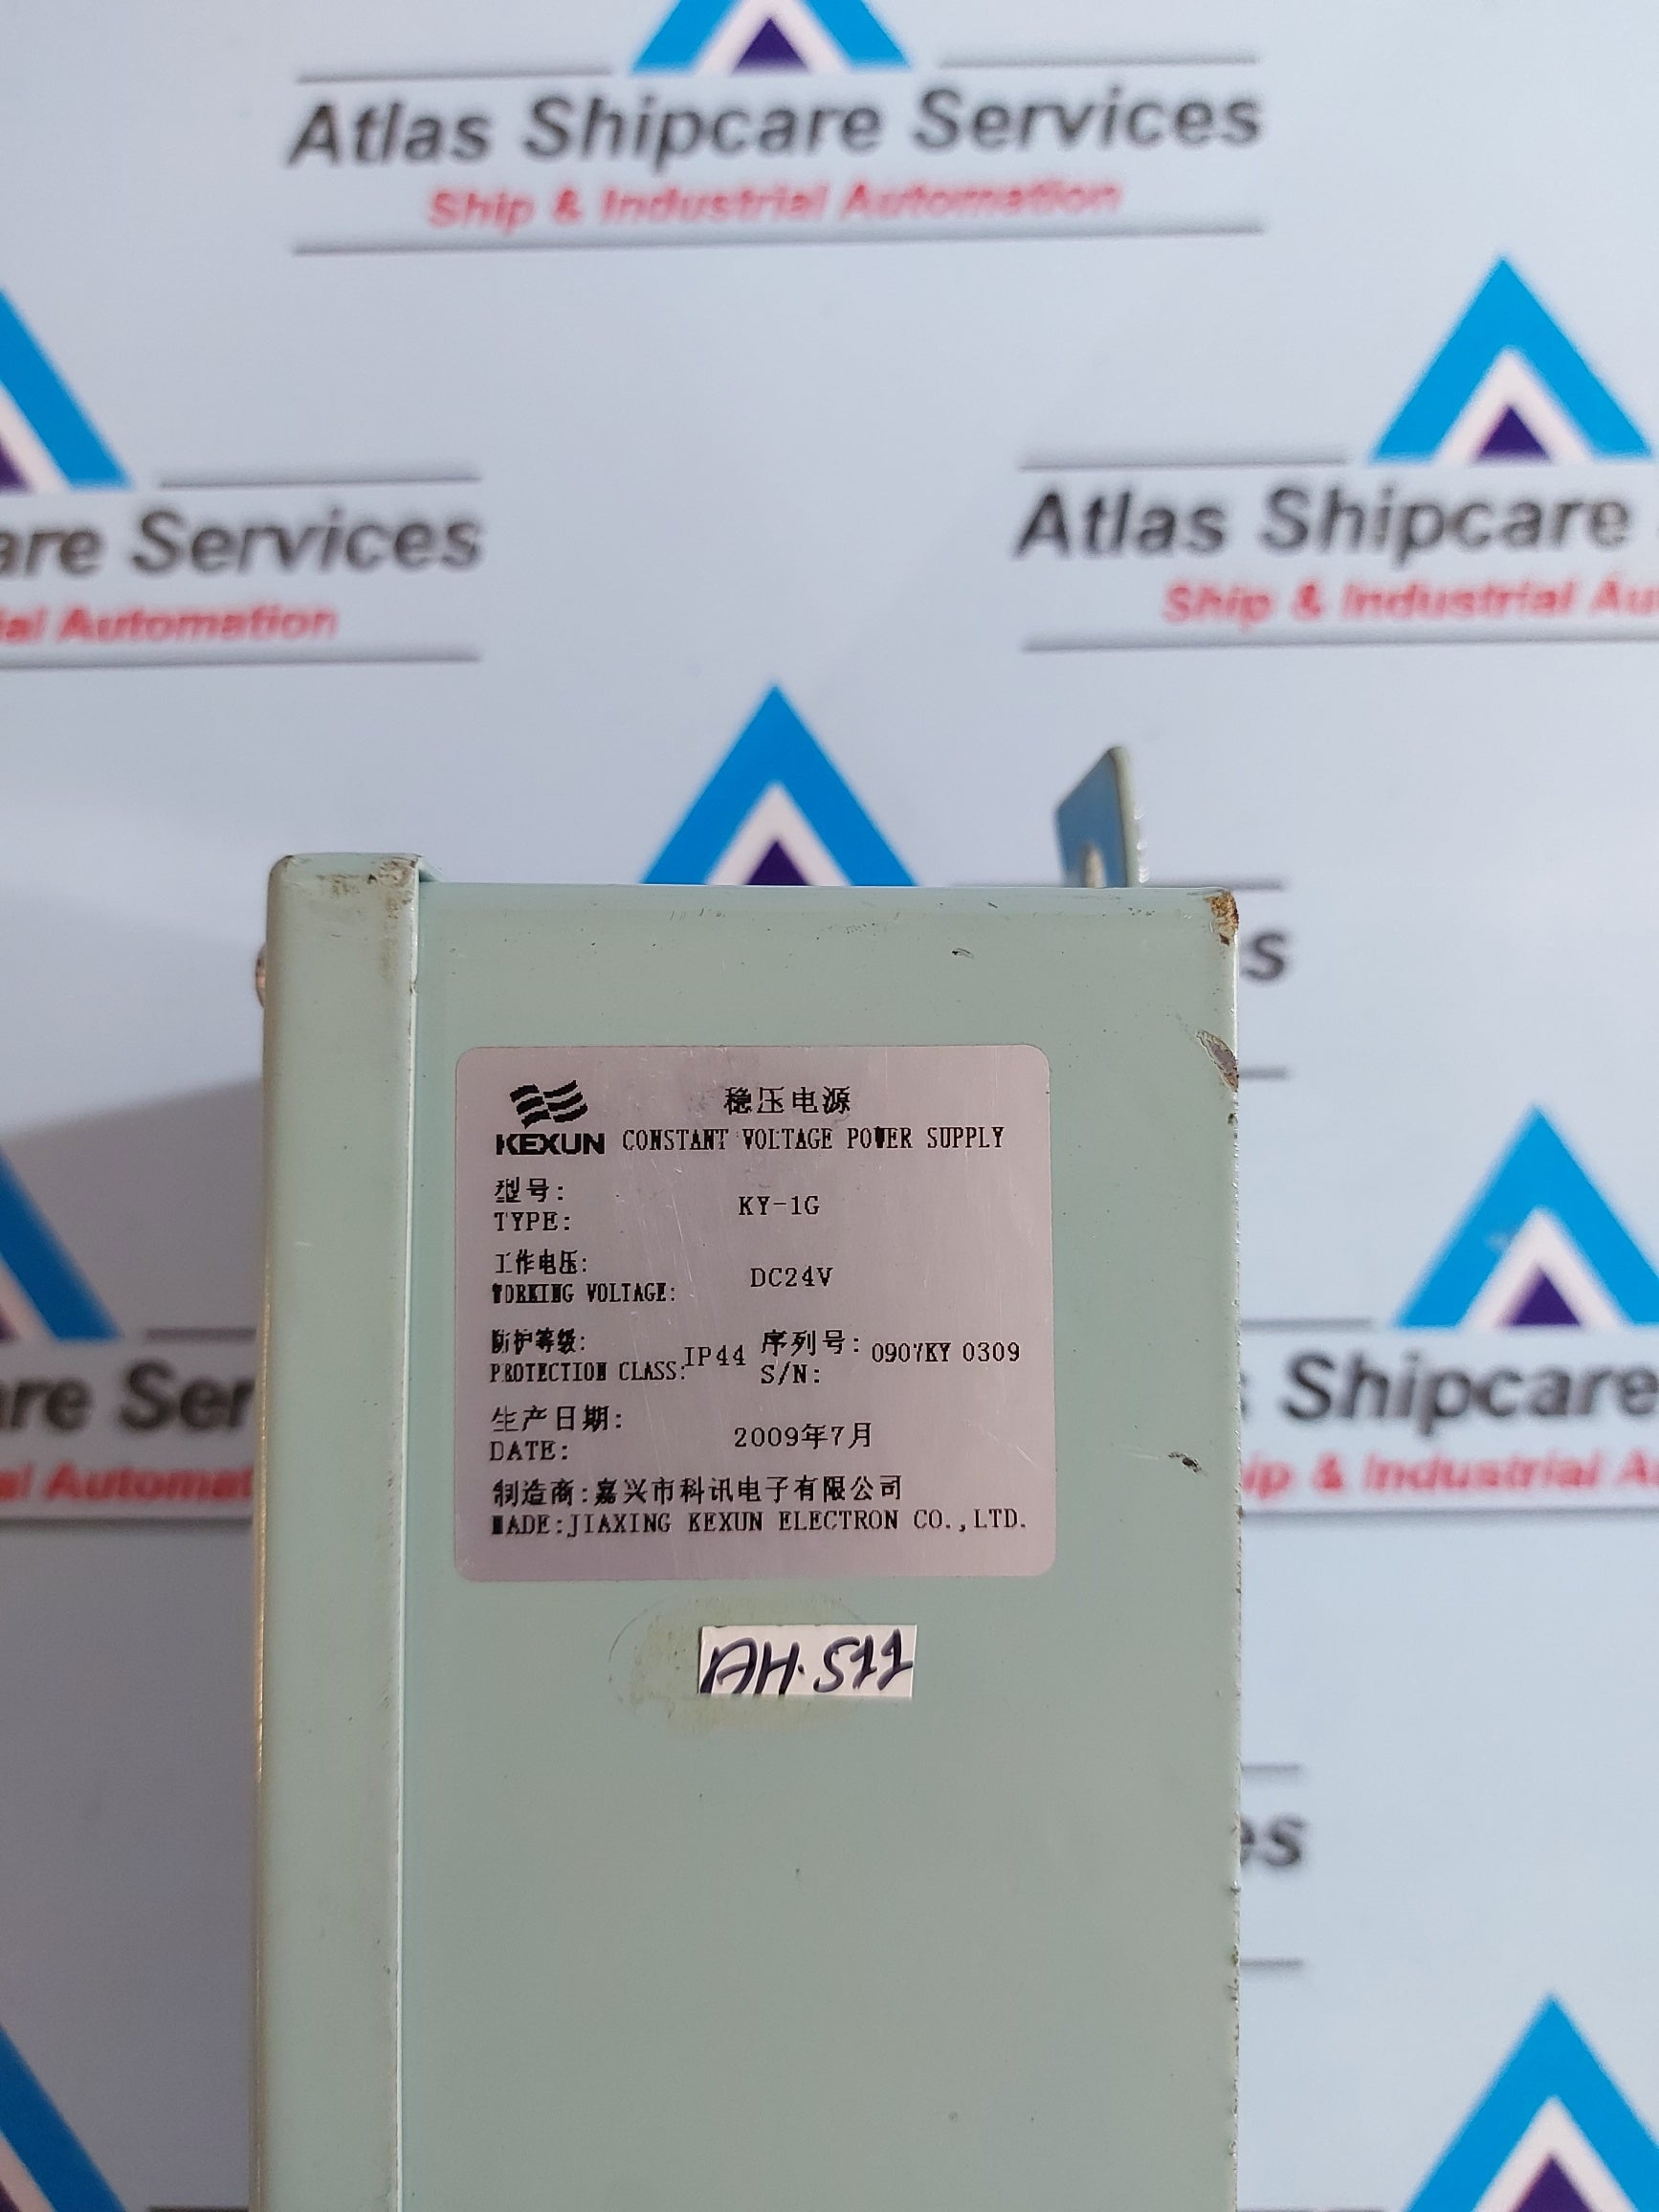 Atlas Shipcare Services
Ship & Industrial Automation
are Services
ial Automation
Atlas Shipcare
Ship & Industrial Au
s
稳压电源
KEXUN CONSTANT VOLTAGE POWER SUPPLY
型号:
TYPE:
KY-1G
工作电压:
WORKING VOLTAGE:
DC24V
防护等级:
PROTECTION CLASS:
IP44
序列号:
S/N:
0907KY 0309
生产日期:
DATE:
2009年7月
制造商:嘉兴市科讯电子有限公司
MADE:JIAXING KEXUN ELECTRON CO.,LTD.
are Ser
al Automat
s Shipcare
ip & Industrial A
AH-S11
es